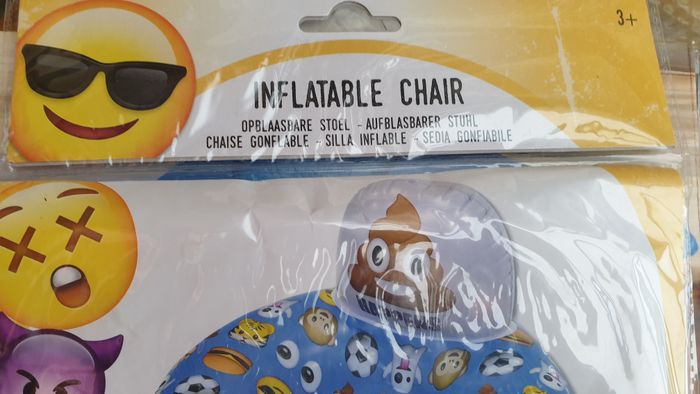 3+
INFLATABLE CHAIR
OPBLAASBARE STOEL - AUFBLASBARER STUHL
CHAISE GONFLABLE - SILLA INFLABLE - SEDIA GONFIABILE